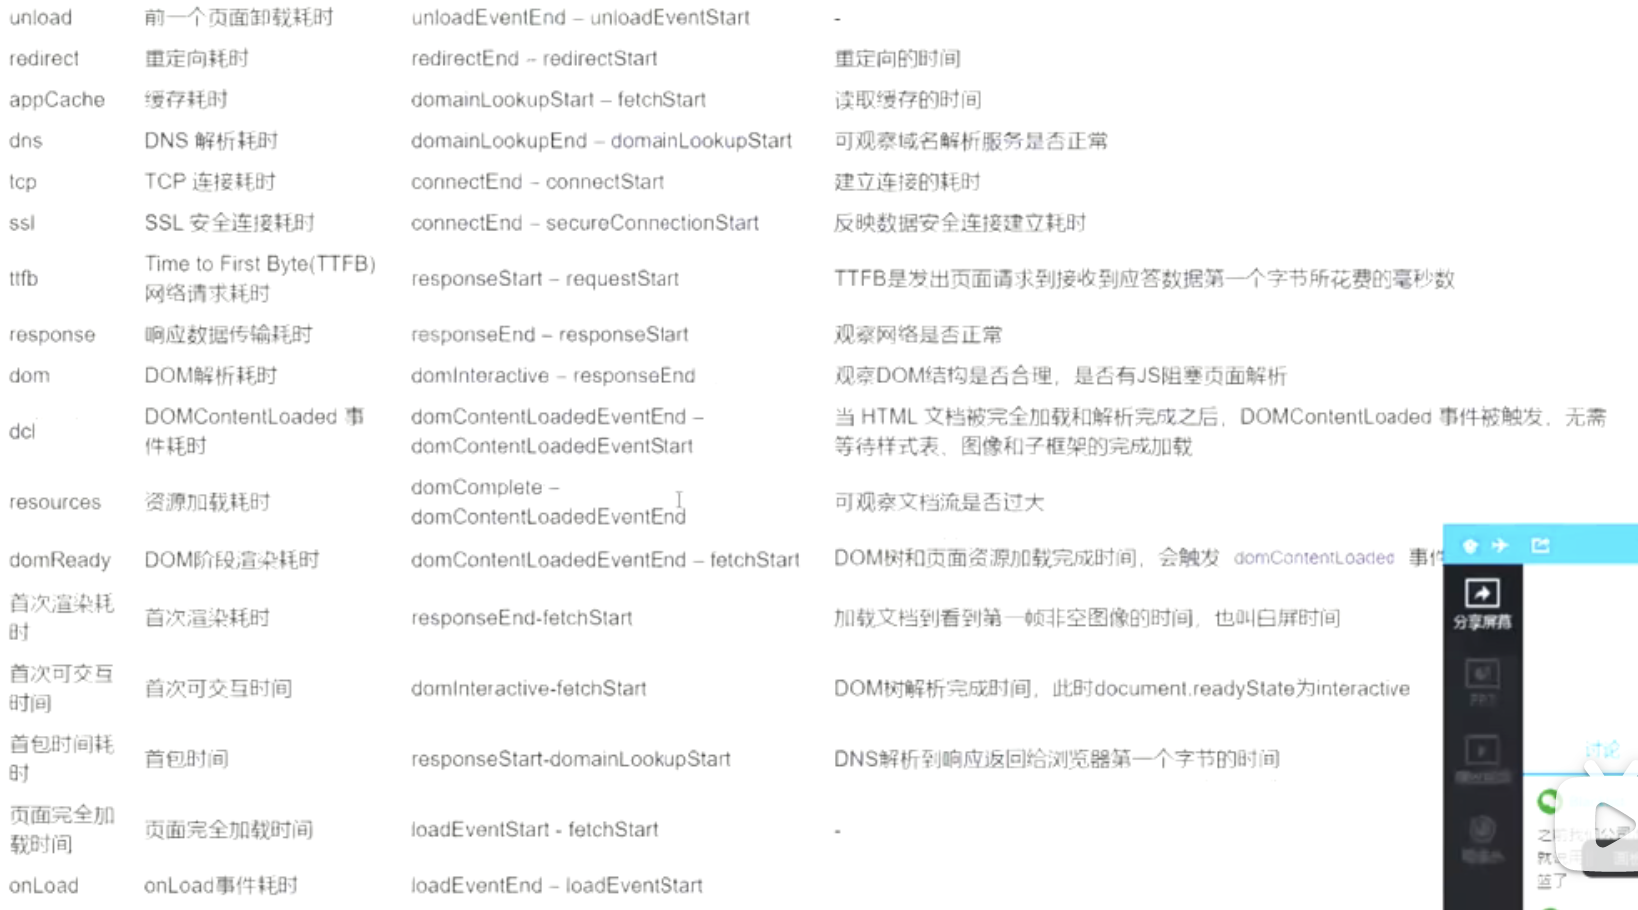 unload 前一个页面卸载耗时 unloadEventEnd – unloadEventStart -
redirect 重定向耗时 redirectEnd – redirectStart 重定向的时间
appCache 缓存耗时 domainLookupStart – fetchStart 读取缓存的时间
dns DNS 解析耗时 domainLookupEnd – domainLookupStart 可观察域名解析服务是否正常
tcp TCP 连接耗时 connectEnd – connectStart 建立连接的耗时
ssl SSL 安全连接耗时 connectEnd – secureConnectionStart 反映数据安全连接建立耗时
ttfb Time to First Byte(TTFB) responseStart – requestStart TTFB是发出页面请求到接收到应答数据第一个字节所花费的毫秒数
网络请求耗时
response 响应数据传输耗时 responseEnd – responseStart 观察网络是否正常
dom DOM解析耗时 domInteractive – responseEnd 观察DOM结构是否合理，是否有JS阻塞页面解析
dcl DOMContentLoaded 事 domContentLoadedEventEnd – 当 HTML 文档被完全加载和解析完成之后，DOMContentLoaded 事件被触发，无需
件耗时 domContentLoadedEventStart 等待样式表、图像和子框架的完成加载
resources 资源加载耗时 domComplete – 可观察文档流是否过大
domContentLoadedEventEnd
domReady DOM阶段渲染耗时 domContentLoadedEventEnd – fetchStart DOM树和页面资源加载完成时间，会触发 domContentLoaded 事件
首次渲染耗 首次渲染耗时 responseEnd-fetchStart 加载文档到看到第一帧非空图像的时间，也叫白屏时间
时
分享屏幕
首次可交互 首次可交互时间 domInteractive-fetchStart DOM树解析完成时间，此时document.readyState为interactive
时间
PPT
首包时间耗 首包时间 responseStart-domainLookupStart DNS解析到响应返回给浏览器第一个字节的时间
时
讨论
页面完全加 页面完全加载时间 loadEventStart - fetchStart -
载时间
之前我们公司
就
篮了
onLoad onLoad事件耗时 loadEventEnd – loadEventStart